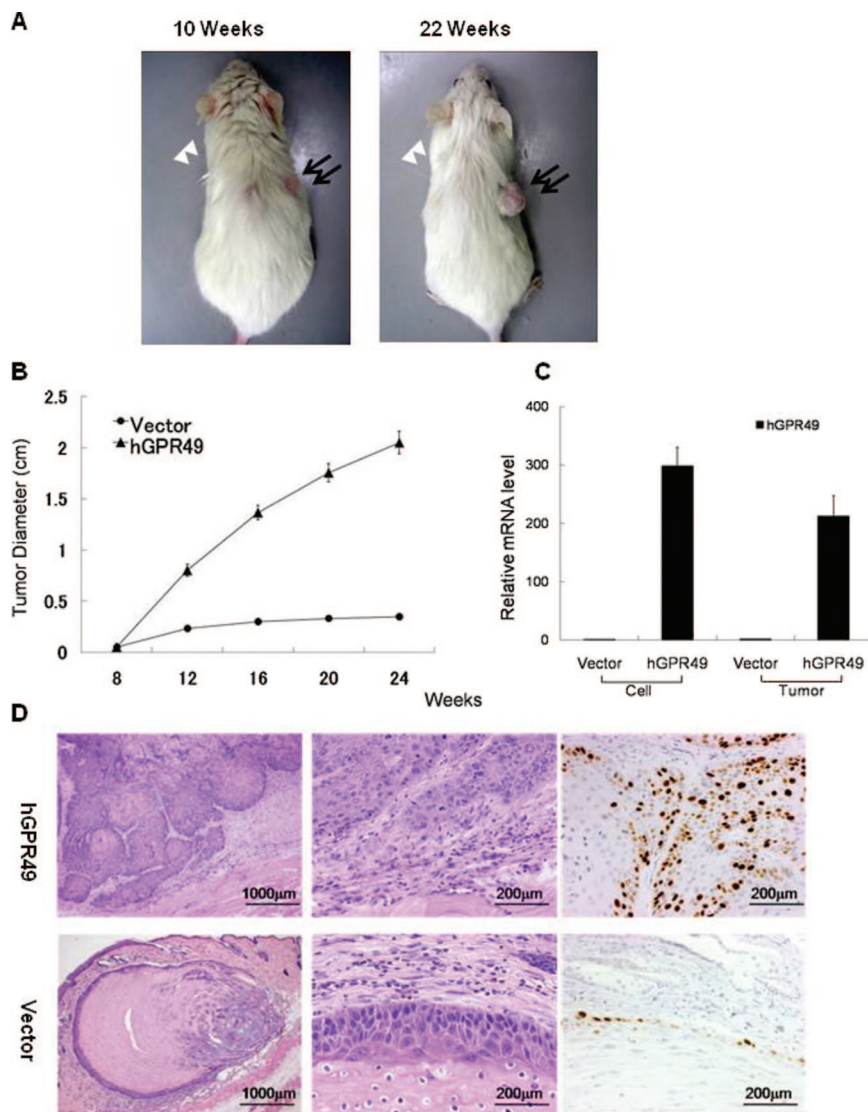 A
10 Weeks
22 Weeks
B
Tumor Diameter (cm)
2.5
2
1.5
1
0.5
0
Vector
hGPR49
8 12 16 20 24
Weeks
C
Relative mRNA level
400
300
200
100
0
hGPR49
Vector hGPR49 Vector hGPR49
Cell Tumor
D
hGPR49
1000μm
200μm
200μm
Vector
1000μm
200μm
200μm